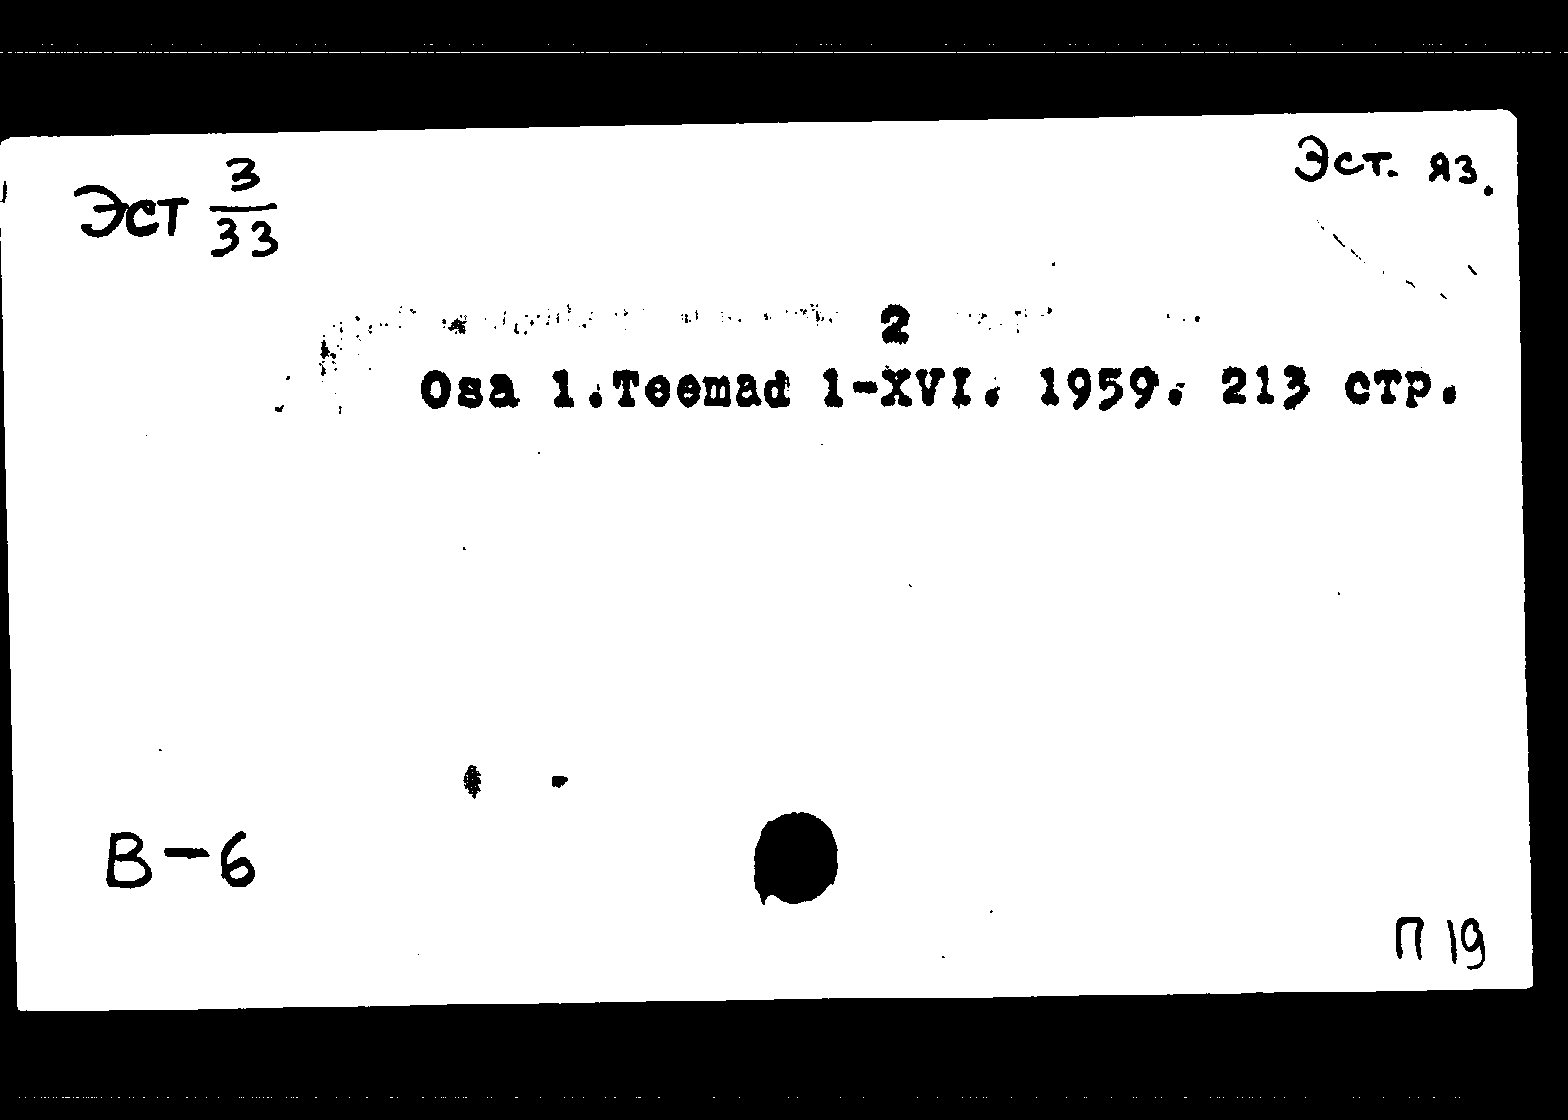 Эст 3/33
Эст. яз.
2
Osa 1.Teemad 1-XVI. 1959. 213 стр.
В-6
П 19